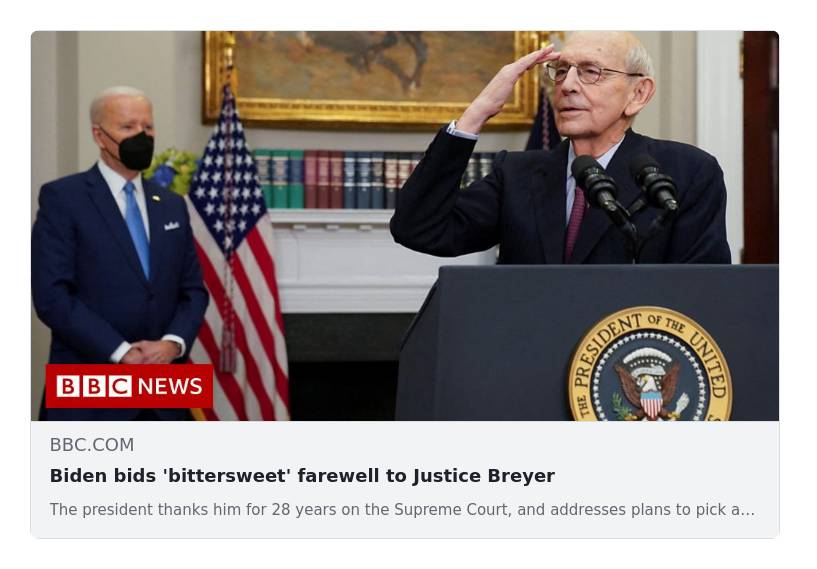 PRESIDENT OF THE UNITED
BBC NEWS
BBC.COM
Biden bids 'bittersweet' farewell to Justice Breyer
The president thanks him for 28 years on the Supreme Court, and addresses plans to pick a...